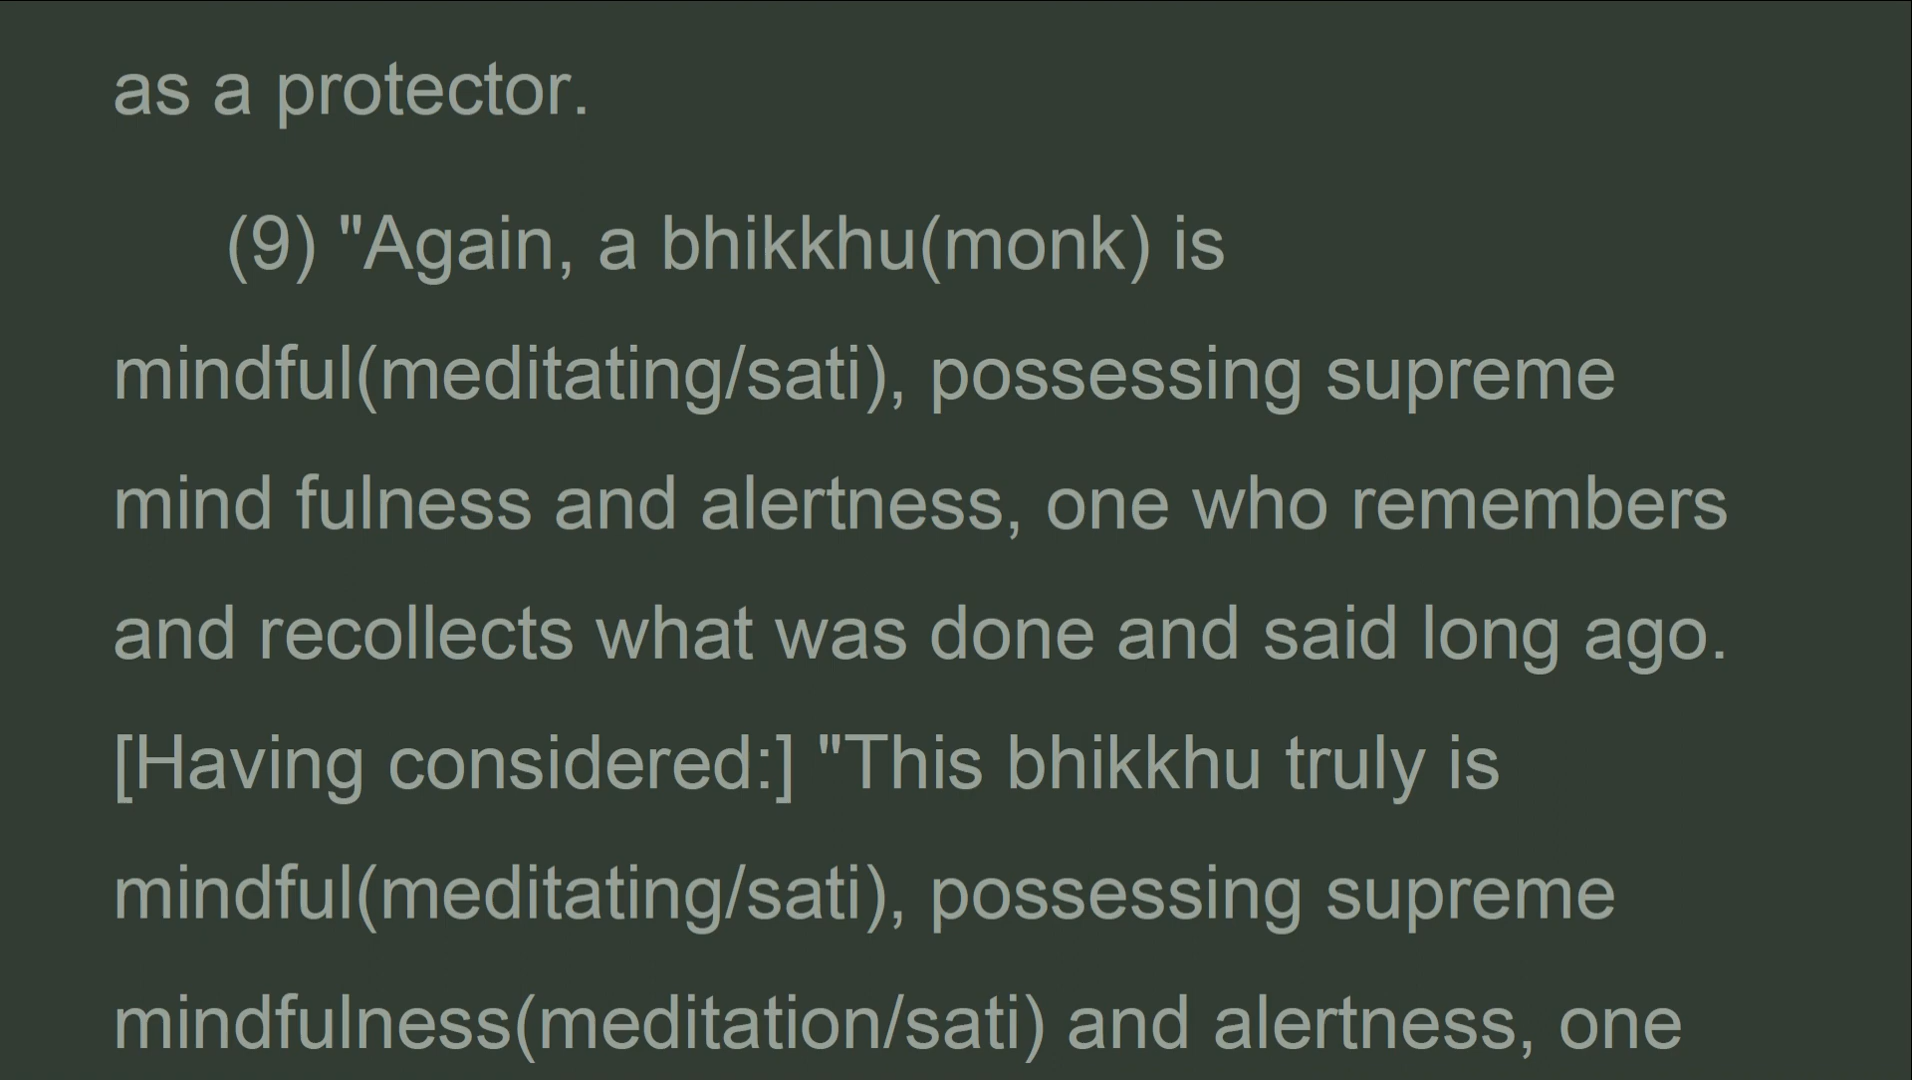 as a protector.
(9) "Again, a bhikkhu(monk) is
mindful(meditating/sati), possessing supreme
mind fulness and alertness, one who remembers
and recollects what was done and said long ago.
[Having considered:] "This bhikkhu truly is
mindful(meditating/sati), possessing supreme
mindfulness(meditation/sati) and alertness, one